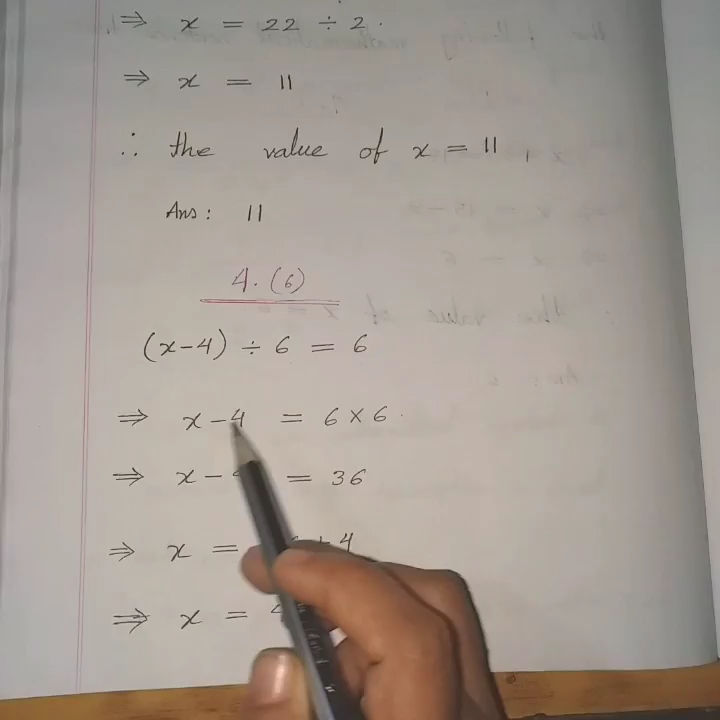 ⇒ x = 22 ÷ 2.
⇒ x = 11
∴ the value of x = 11,
Ans: 11
4. (6)
(x-4) ÷ 6 = 6
⇒ x-4 = 6 × 6.
⇒ x - = 36
⇒ x = + 4
⇒ x =